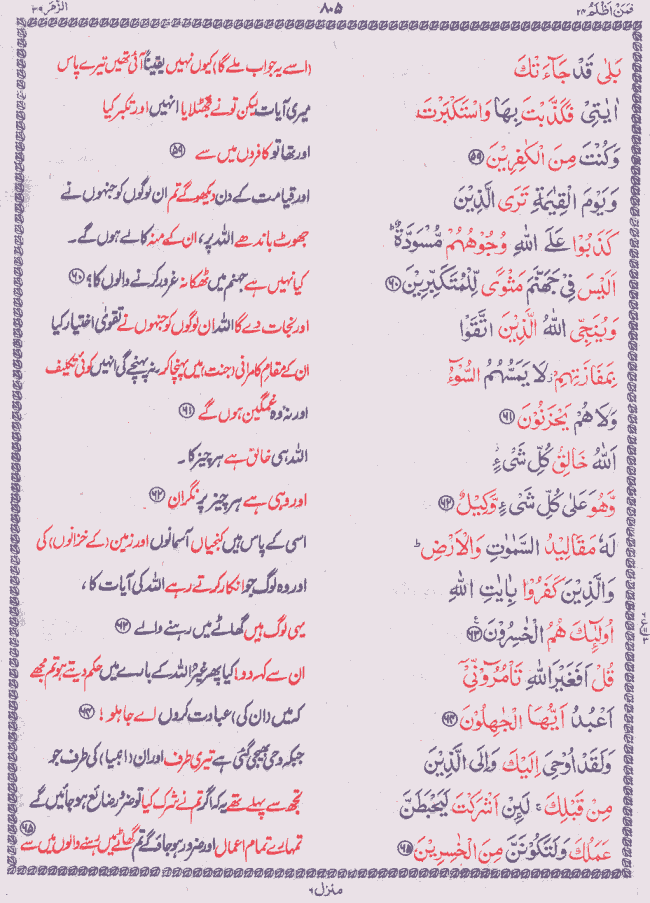 فَمَنْ اَظْلَمُ ۲۴
۸۰۵
الزُّمَر ۳۹
بَلٰى قَدْ جَآءَتْكَ
اٰيٰتِىْ فَكَذَّبْتَ بِهَا وَاسْتَكْبَرْتَ
وَكُنْتَ مِنَ الْكٰفِرِيْنَ ۵۹
وَيَوْمَ الْقِيٰمَةِ تَرَى الَّذِيْنَ
كَذَبُوْا عَلَى اللّٰهِ وُجُوْهُهُمْ مُّسْوَدَّةٌ ؕ
اَلَيْسَ فِىْ جَهَنَّمَ مَثْوًى لِّلْمُتَكَبِّرِيْنَ ۶۰
وَيُنَجِّى اللّٰهُ الَّذِيْنَ اتَّقَوْا
بِمَفَازَتِهِمْ لَا يَمَسُّهُمُ السُّوْٓءُ
وَلَا هُمْ يَحْزَنُوْنَ ۶۱
اَللّٰهُ خَالِقُ كُلِّ شَىْءٍ
وَّهُوَ عَلٰى كُلِّ شَىْءٍ وَّكِيْلٌ ۶۲
لَهٗ مَقَالِيْدُ السَّمٰوٰتِ وَالْاَرْضِ ؕ
وَالَّذِيْنَ كَفَرُوْا بِاٰيٰتِ اللّٰهِ
اُولٰٓئِكَ هُمُ الْخٰسِرُوْنَ ۶۳
قُلْ اَفَغَيْرَ اللّٰهِ تَاْمُرُوْٓنِّىْٓ
اَعْبُدُ اَيُّهَا الْجٰهِلُوْنَ ۶۴
وَلَقَدْ اُوْحِىَ اِلَيْكَ وَاِلَى الَّذِيْنَ
مِنْ قَبْلِكَ ۚ لَئِنْ اَشْرَكْتَ لَيَحْبَطَنَّ
عَمَلُكَ وَلَتَكُوْنَنَّ مِنَ الْخٰسِرِيْنَ ۶۵
(اسے یہ جواب ملے گا) کیوں نہیں یقیناً آئی تھیں تیرے پاس
میری آیات لیکن تو نے جھٹلایا انہیں اور تکبر کیا
اور تھا تو کافروں میں سے ۵۹
اور قیامت کے دن دیکھو گے تم ان لوگوں کو جنہوں نے
جھوٹ باندھے اللہ پر، ان کے منہ کالے ہوں گے۔
کیا نہیں ہے جہنم میں ٹھکانہ غرور کرنے والوں کا؟ ۶۰
اور نجات دے گا اللہ ان لوگوں کو جنہوں نے تقویٰ اختیار کیا
ان کے مقام کامرانی (جنت) میں پہنچا کر، نہ پہنچے گی انہیں کوئی تکلیف
اور نہ وہ غمگین ہوں گے ۶۱
اللہ ہی خالق ہے ہر چیز کا۔
اور وہی ہے ہر چیز پر نگران ۶۲
اسی کے پاس ہیں کنجیاں آسمانوں اور زمین (کے خزانوں) کی
اور وہ لوگ جو انکار کرتے رہے اللہ کی آیات کا،
یہی لوگ ہیں گھاٹے میں رہنے والے ۶۳
ان سے کہہ دو! کیا پھر غیر اللہ کے بارے میں حکم دیتے ہو تم مجھے
کہ میں (ان کی) عبادت کروں اے جاہلو! ۶۴
جبکہ وحی بھیجی گئی ہے تیری طرف اور ان (انبیا) کی طرف جو
تجھ سے پہلے تھے یہ کہ اگر تم نے شرک کیا تو ضرور ضائع ہو جائیں گے
تمہارے تمام اعمال اور ضرور ہو جاؤ گے تم گھاٹے میں بسنے والوں میں سے ۶۵
منزل ۶